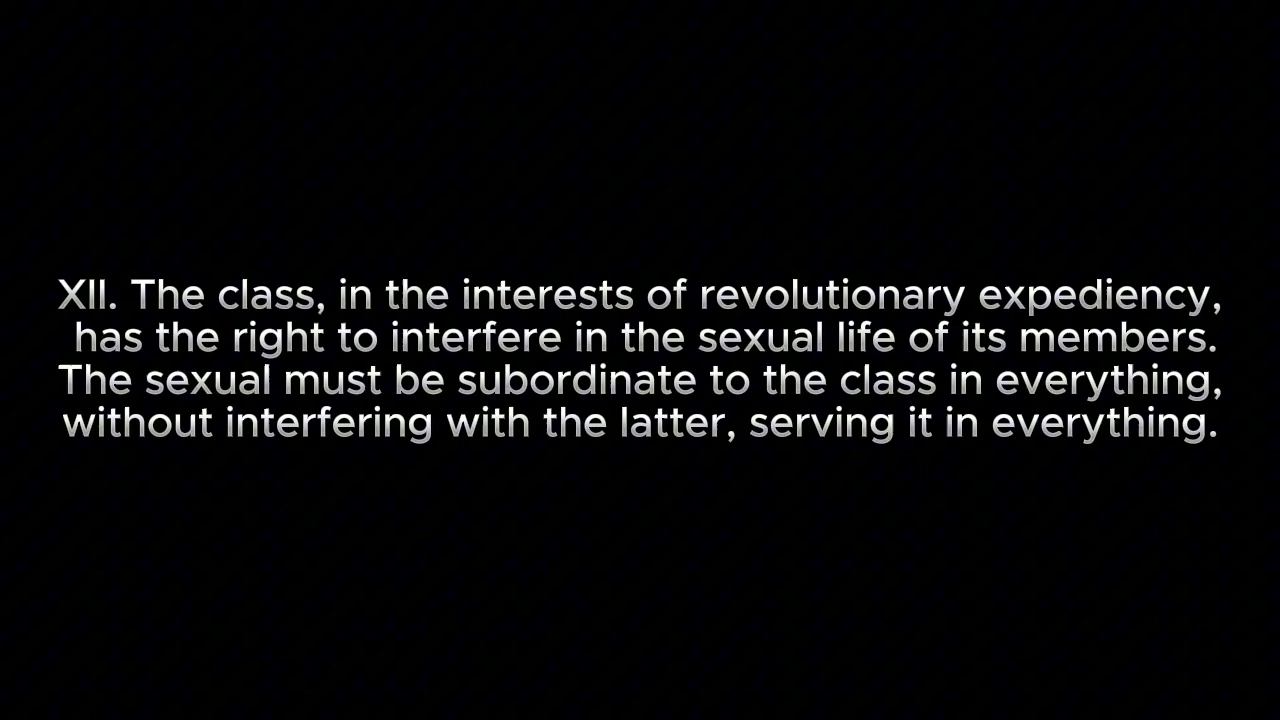 XII. The class, in the interests of revolutionary expediency,
has the right to interfere in the sexual life of its members.
The sexual must be subordinate to the class in everything,
without interfering with the latter, serving it in everything.